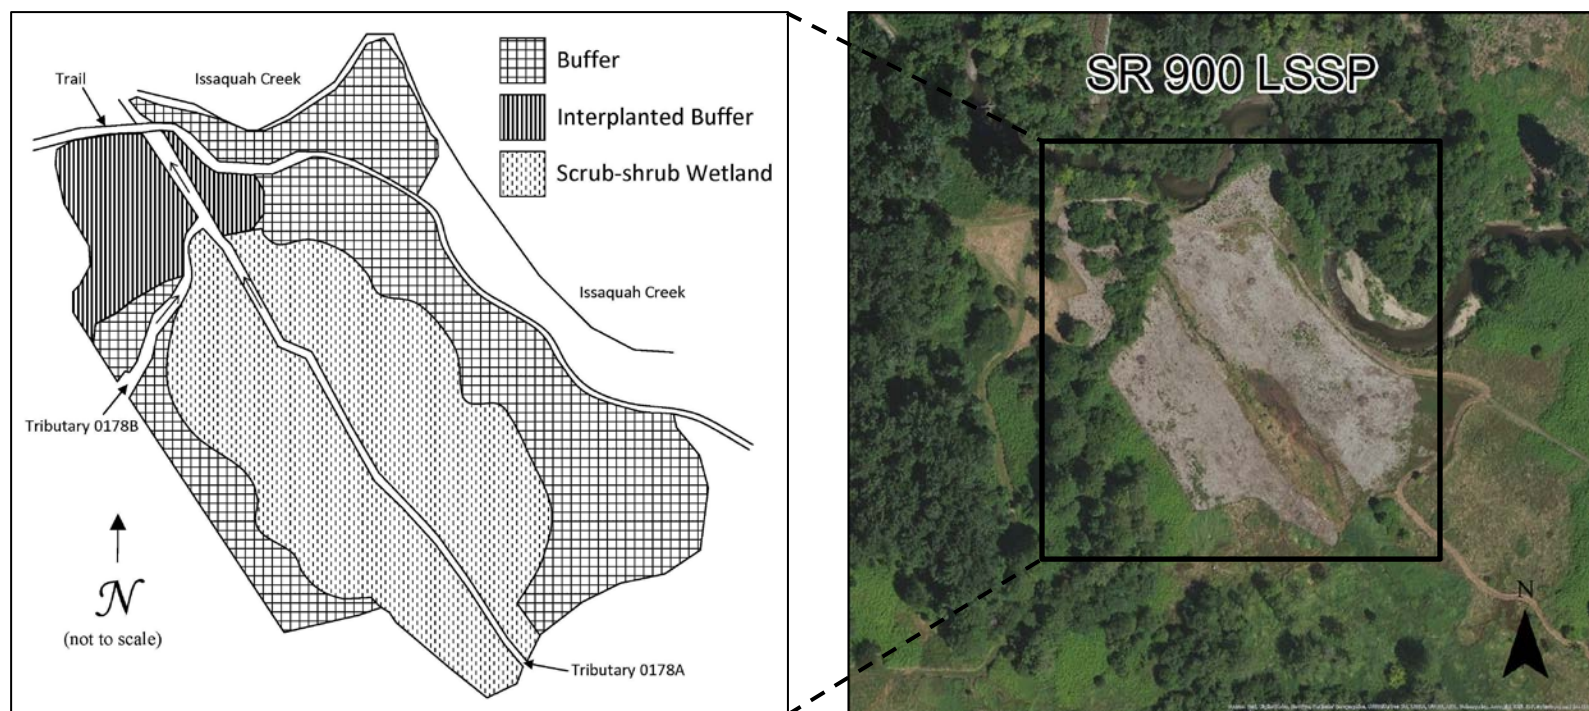 Trail
Issaquah Creek
Buffer
Interplanted Buffer
Scrub-shrub Wetland
Issaquah Creek
Tributary 0178B
N
(not to scale)
Tributary 0178A
SR 900 LSSP
N